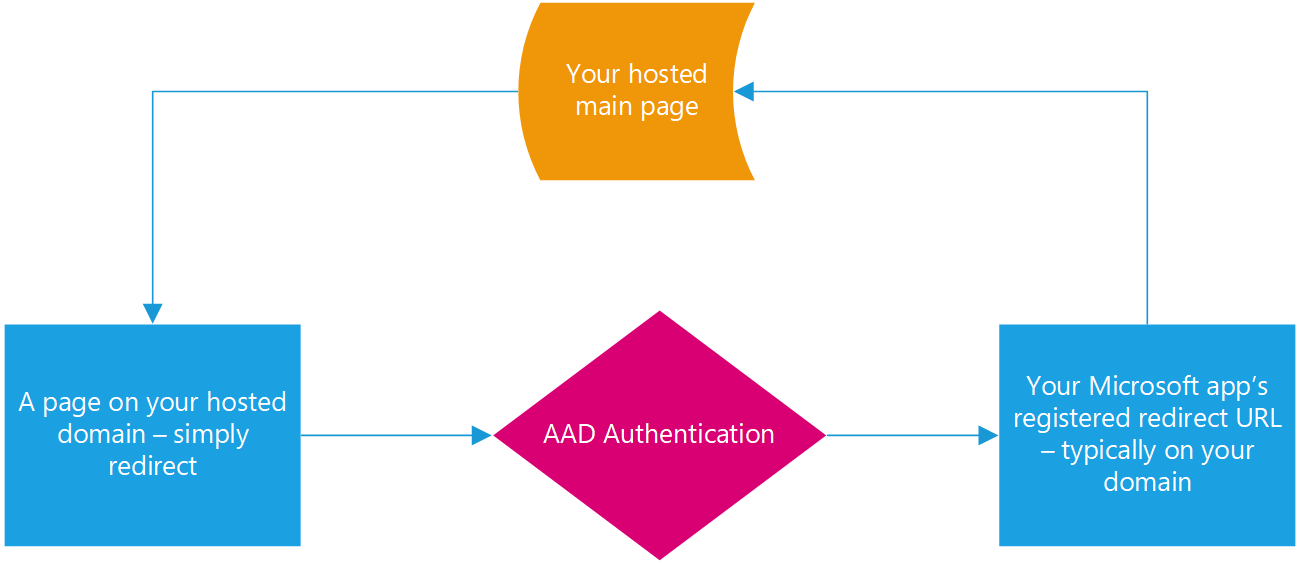 Your hosted
main page
A page on your hosted
domain – simply
redirect
AAD Authentication
Your Microsoft app’s
registered redirect URL
– typically on your
domain